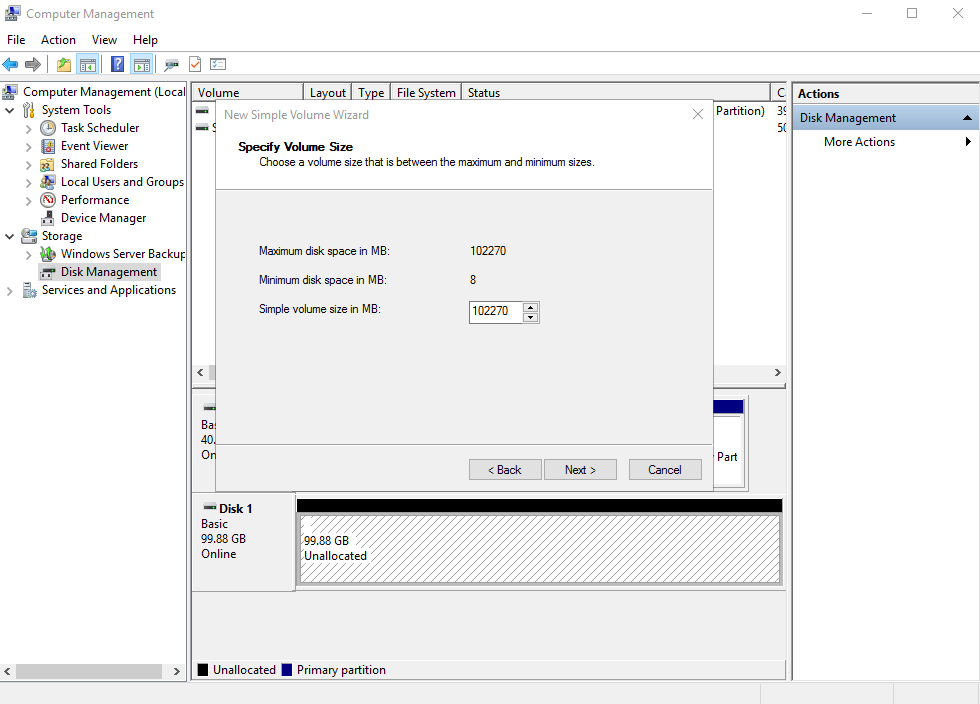 Computer Management
File Action View Help
Computer Management (Local
System Tools
Task Scheduler
Event Viewer
Shared Folders
Local Users and Groups
Performance
Device Manager
Storage
Windows Server Backup
Disk Management
Services and Applications
Volume Layout Type File System Status C
Partition) 39
S 50
New Simple Volume Wizard
Specify Volume Size
Choose a volume size that is between the maximum and minimum sizes.
Maximum disk space in MB: 102270
Minimum disk space in MB: 8
Simple volume size in MB: 102270
< Back Next > Cancel
Bas
40.
On
Part
Disk 1
Basic
99.88 GB
Online
99.88 GB
Unallocated
Unallocated Primary partition
Actions
Disk Management
More Actions